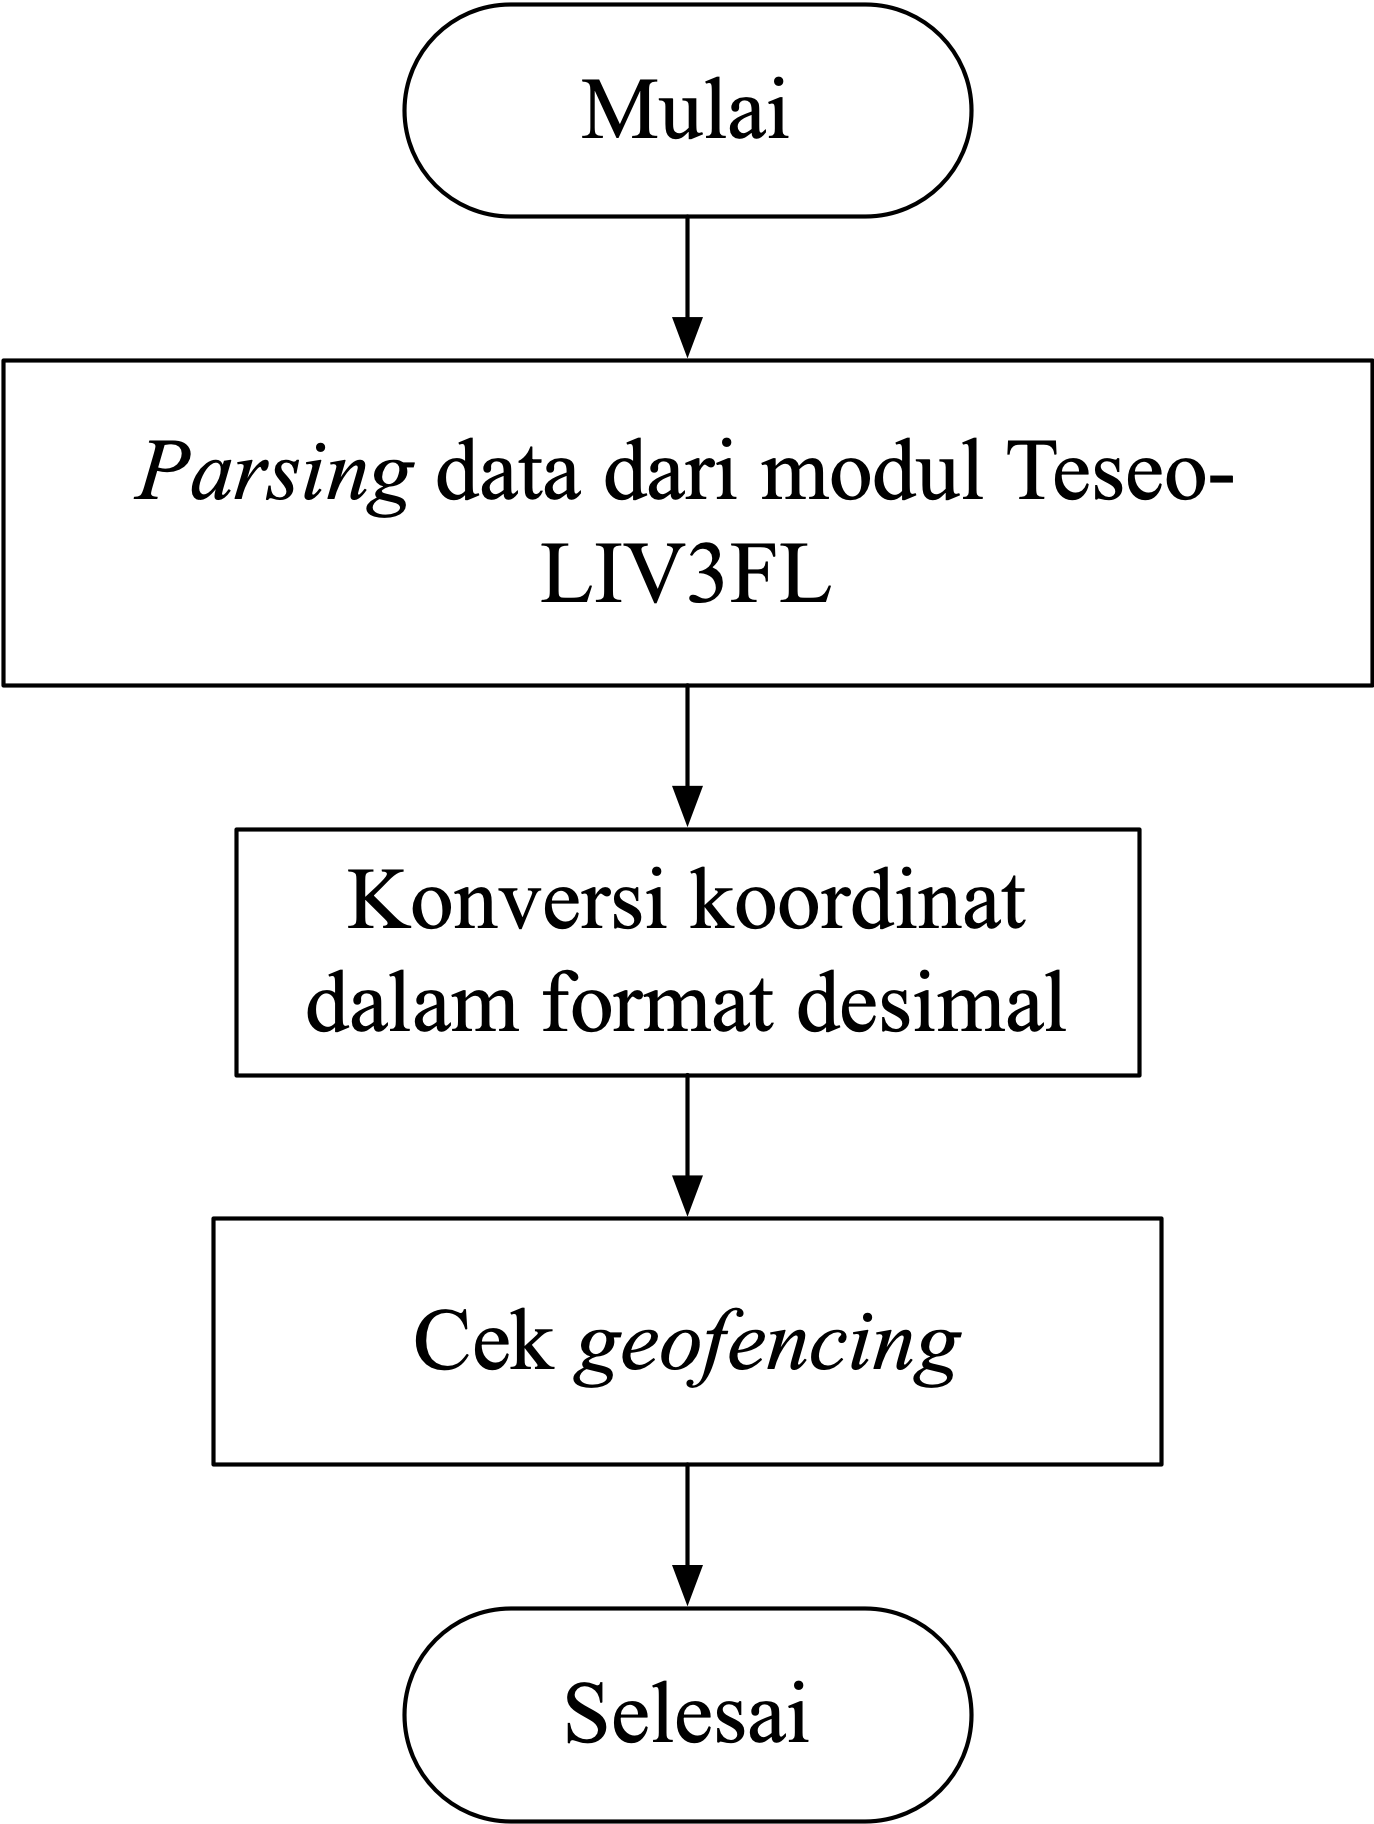 Mulai
Parsing data dari modul Teseo-
LIV3FL
Konversi koordinat
dalam format desimal
Cek geofencing
Selesai